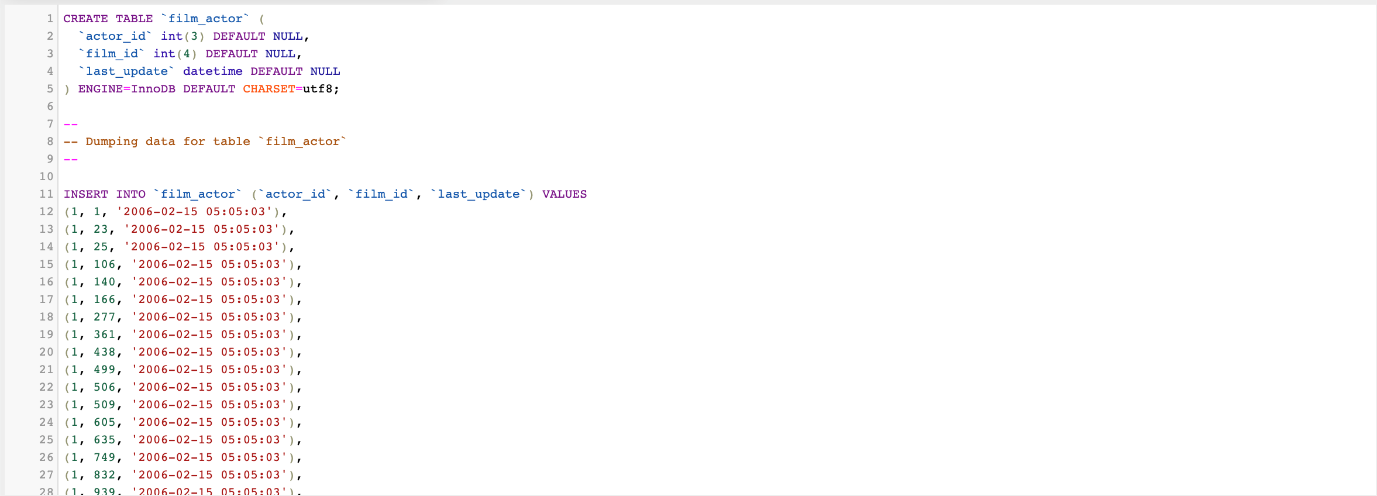 1 CREATE TABLE `film_actor` (
2 `actor_id` int(3) DEFAULT NULL,
3 `film_id` int(4) DEFAULT NULL,
4 `last_update` datetime DEFAULT NULL
5 ) ENGINE=InnoDB DEFAULT CHARSET=utf8;
6
7 --
8 -- Dumping data for table `film_actor`
9 --
10
11 INSERT INTO `film_actor` (`actor_id`, `film_id`, `last_update`) VALUES
12 (1, 1, '2006-02-15 05:05:03'),
13 (1, 23, '2006-02-15 05:05:03'),
14 (1, 25, '2006-02-15 05:05:03'),
15 (1, 106, '2006-02-15 05:05:03'),
16 (1, 140, '2006-02-15 05:05:03'),
17 (1, 166, '2006-02-15 05:05:03'),
18 (1, 277, '2006-02-15 05:05:03'),
19 (1, 361, '2006-02-15 05:05:03'),
20 (1, 438, '2006-02-15 05:05:03'),
21 (1, 499, '2006-02-15 05:05:03'),
22 (1, 506, '2006-02-15 05:05:03'),
23 (1, 509, '2006-02-15 05:05:03'),
24 (1, 605, '2006-02-15 05:05:03'),
25 (1, 635, '2006-02-15 05:05:03'),
26 (1, 749, '2006-02-15 05:05:03'),
27 (1, 832, '2006-02-15 05:05:03'),
28 (1, 939, '2006-02-15 05:05:03'),